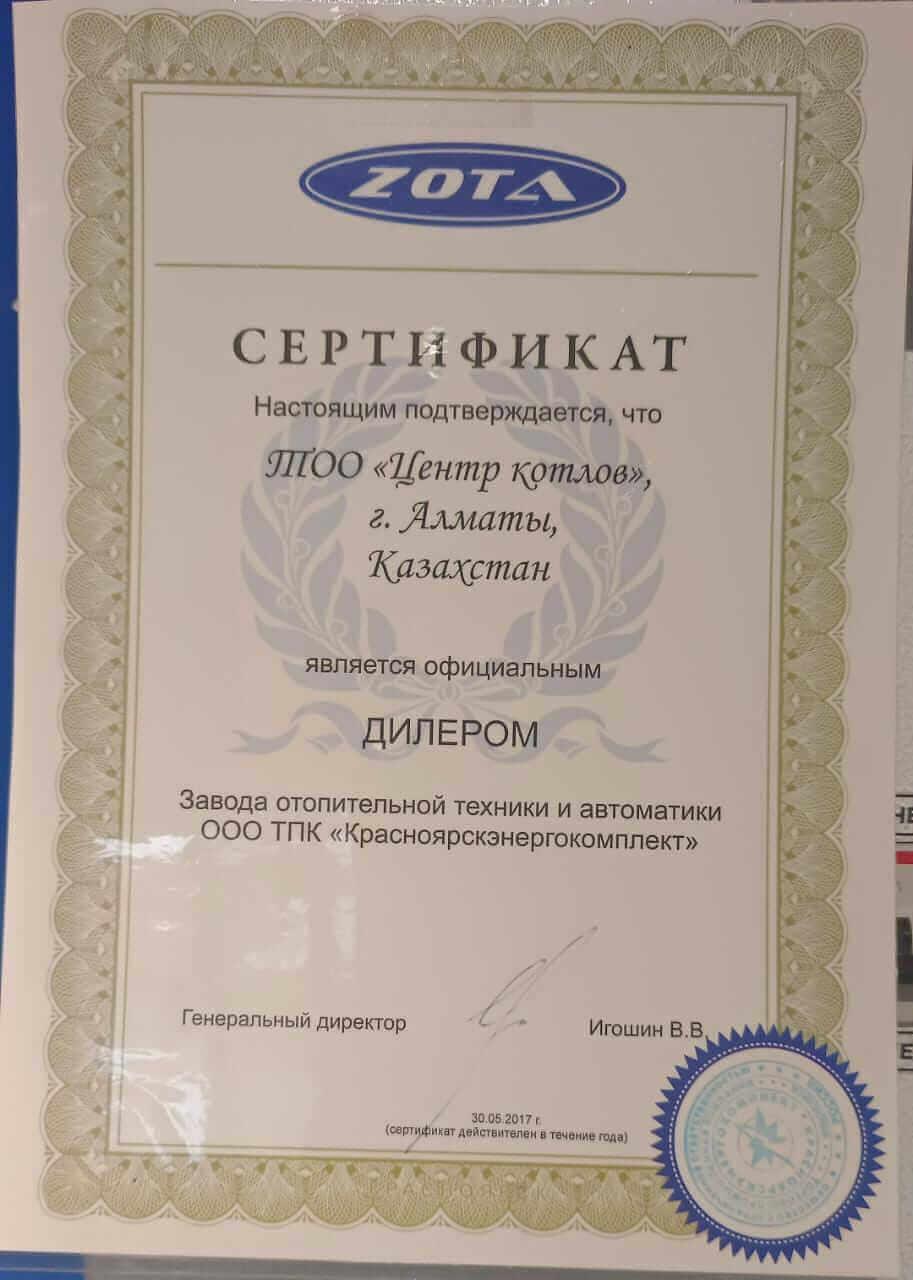 ZOTA
СЕРТИФИКАТ
Настоящим подтверждается, что
ТОО «Центр котлов»,
г. Алматы,
Казахстан
является официальным
ДИЛЕРОМ
Завода отопительной техники и автоматики
ООО ТПК «Красноярскэнергокомплект»
Генеральный директор
Игошин В.В.
30.05.2017 г.
(сертификат действителен в течение года)